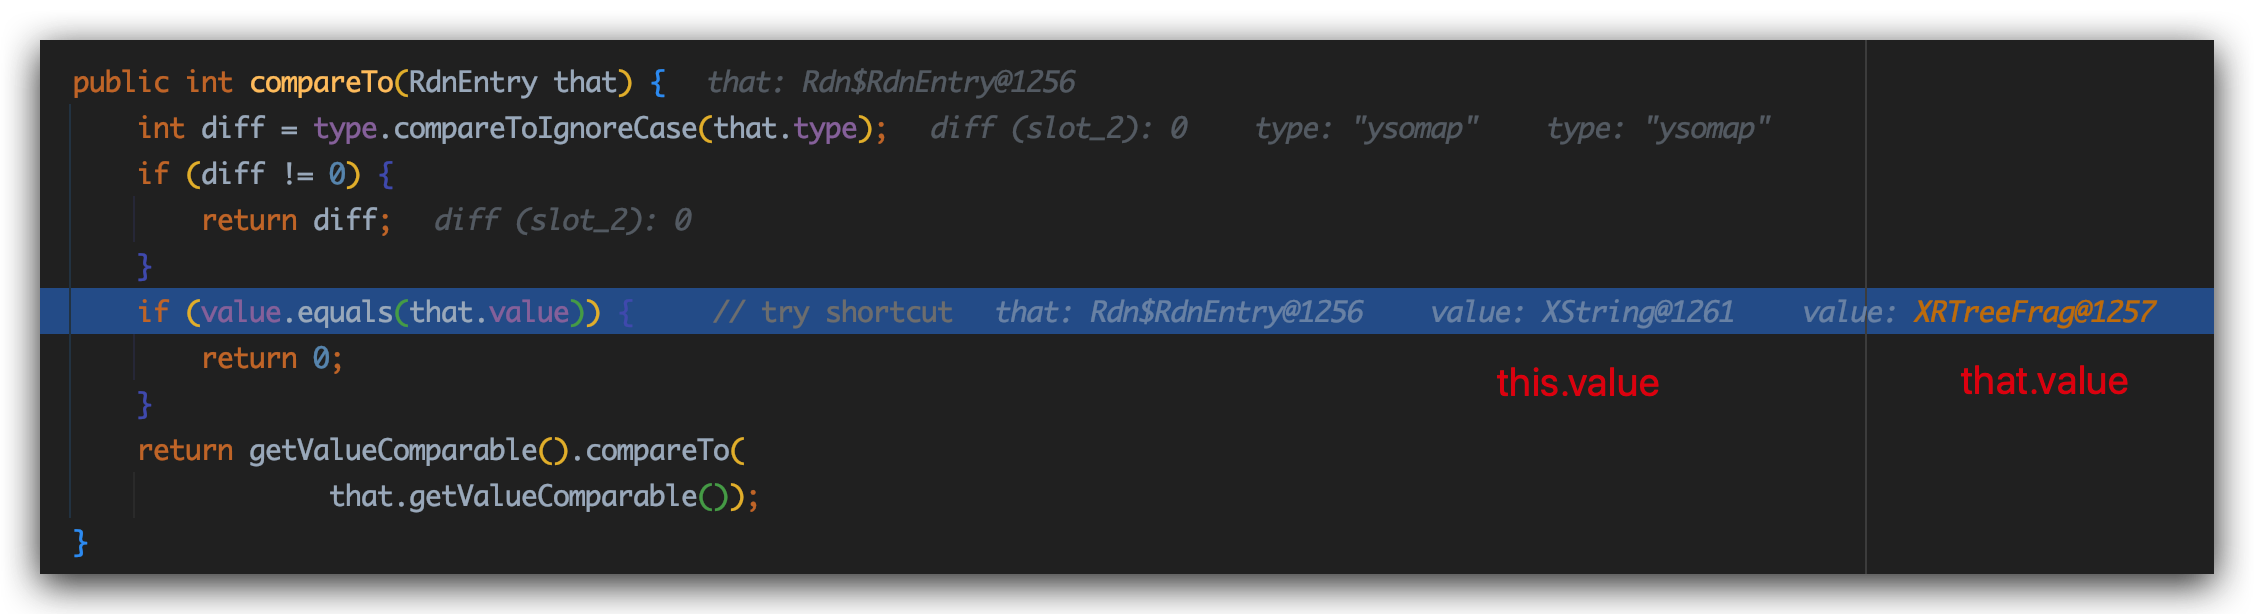 public int compareTo(RdnEntry that) { that: Rdn$RdnEntry@1256
int diff = type.compareToIgnoreCase(that.type); diff (slot_2): 0 type: "ysomap" type: "ysomap"
if (diff != 0) {
return diff; diff (slot_2): 0
}
if (value.equals(that.value)) { // try shortcut that: Rdn$RdnEntry@1256 value: XString@1261 value: XRTreeFrag@1257
return 0;
this.value that.value
}
return getValueComparable().compareTo(
that.getValueComparable());
}